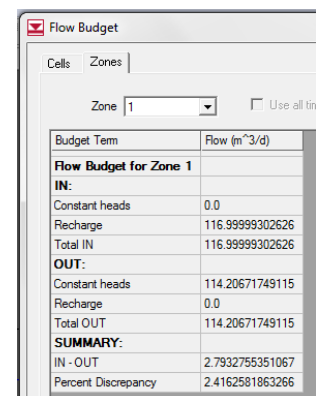 Flow Budget
Cells Zones
Zone 1 Use all
Budget Term Flow (m^3/d)
Flow Budget for Zone 1
IN:
Constant heads 0.0
Recharge 116.99999302626
Total IN 116.99999302626
OUT:
Constant heads 114.20671749115
Recharge 0.0
Total OUT 114.20671749115
SUMMARY:
IN - OUT 2.7932755351067
Percent Discrepancy 2.4162581863266